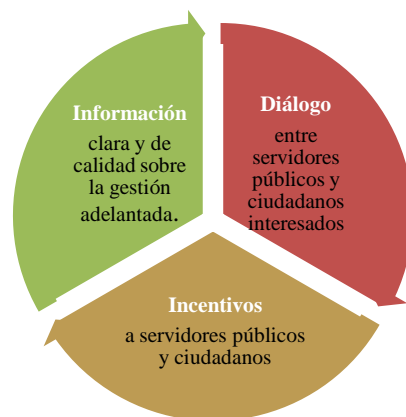 Información
clara y de
calidad sobre
la gestión
adelantada.
Diálogo
entre
servidores
públicos y
ciudadanos
interesados
Incentivos
a servidores públicos
y ciudadanos